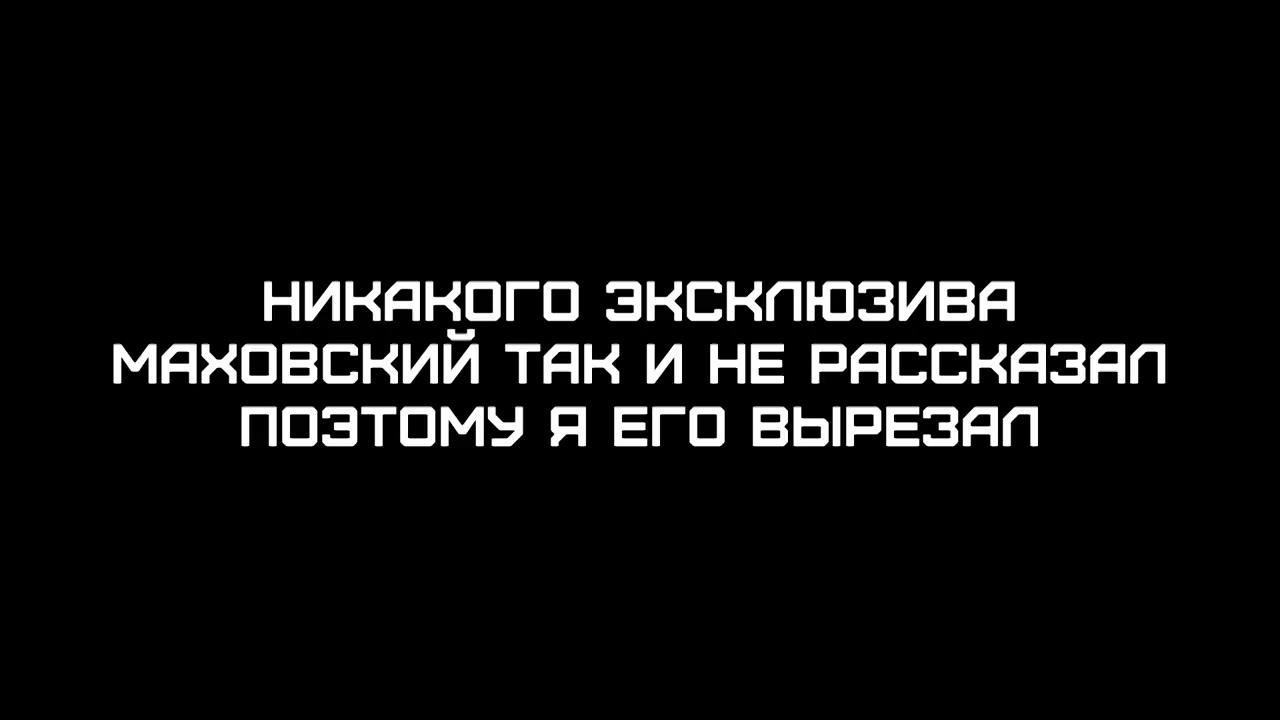 НИКАКОГО ЭКСКЛЮЗИВА
МАХОВСКИЙ ТАК И НЕ РАССКАЗАЛ
ПОЭТОМУ Я ЕГО ВЫРЕЗАЛ